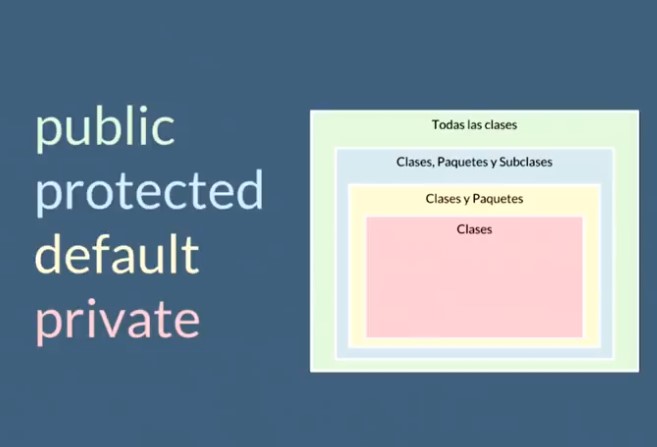 public
protected
default
private
Todas las clases
Clases, Paquetes y Subclases
Clases y Paquetes
Clases